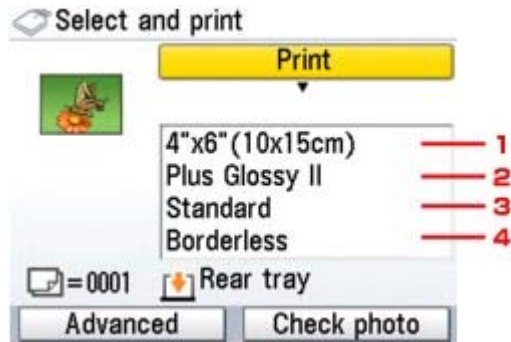 Select and print
Print
4"x6"(10x15cm) 1
Plus Glossy II 2
Standard 3
Borderless 4
=0001 Rear tray
Advanced Check photo